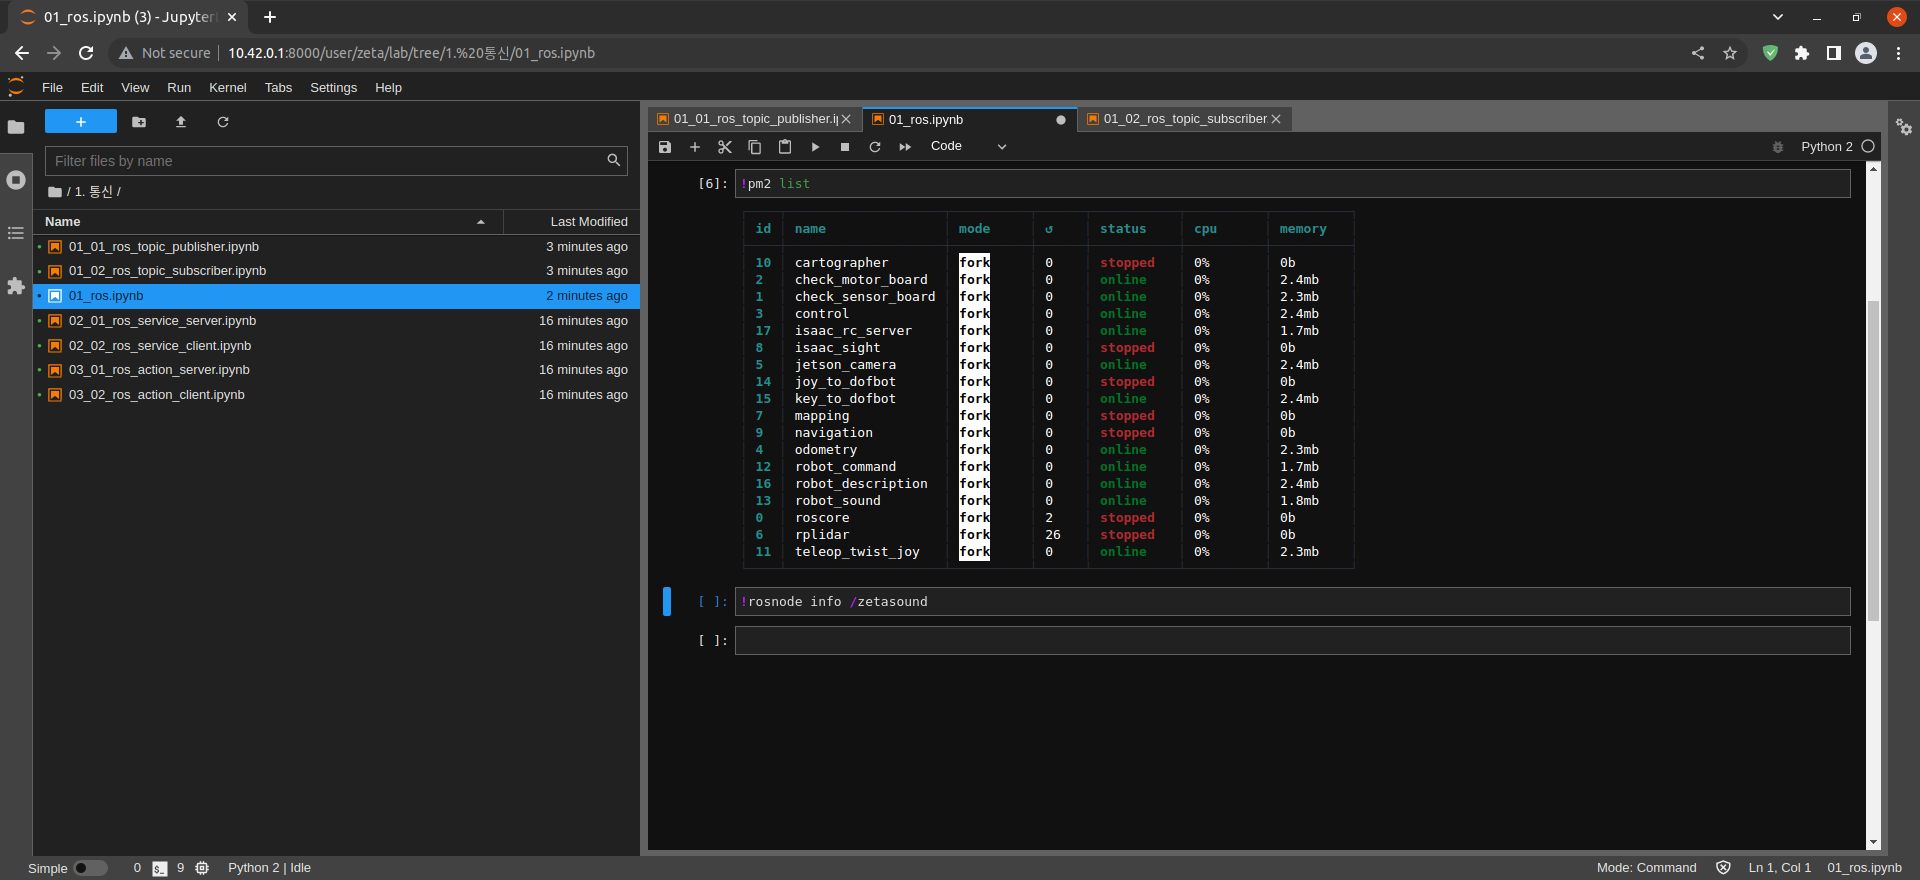 01_ros.ipynb (3) - Jupyter
Not secure 10.42.0.1:8000/user/zeta/lab/tree/1.%20통신/01_ros.ipynb
File Edit View Run Kernel Tabs Settings Help
Filter files by name
/ 1. 통신 /
Name Last Modified
01_01_ros_topic_publisher.ipynb 3 minutes ago
01_02_ros_topic_subscriber.ipynb 3 minutes ago
01_ros.ipynb 2 minutes ago
02_01_ros_service_server.ipynb 16 minutes ago
02_02_ros_service_client.ipynb 16 minutes ago
03_01_ros_action_server.ipynb 16 minutes ago
03_02_ros_action_client.ipynb 16 minutes ago
01_01_ros_topic_publisher.i 01_ros.ipynb 01_02_ros_topic_subscriber
Code Python 2
[6]: !pm2 list
id name mode ↺ status cpu memory
10 cartographer fork 0 stopped 0% 0b
2 check_motor_board fork 0 online 0% 2.4mb
1 check_sensor_board fork 0 online 0% 2.3mb
3 control fork 0 online 0% 2.4mb
17 isaac_rc_server fork 0 online 0% 1.7mb
8 isaac_sight fork 0 stopped 0% 0b
5 jetson_camera fork 0 online 0% 2.4mb
14 joy_to_dofbot fork 0 stopped 0% 0b
15 key_to_dofbot fork 0 online 0% 2.4mb
7 mapping fork 0 stopped 0% 0b
9 navigation fork 0 stopped 0% 0b
4 odometry fork 0 online 0% 2.3mb
12 robot_command fork 0 online 0% 1.7mb
16 robot_description fork 0 online 0% 2.4mb
13 robot_sound fork 0 online 0% 1.8mb
0 roscore fork 2 stopped 0% 0b
6 rplidar fork 26 stopped 0% 0b
11 teleop_twist_joy fork 0 online 0% 2.3mb
[ ]: !rosnode info /zetasound
[ ]:
Simple 0 $_ 9 Python 2 | Idle Mode: Command Ln 1, Col 1 01_ros.ipynb